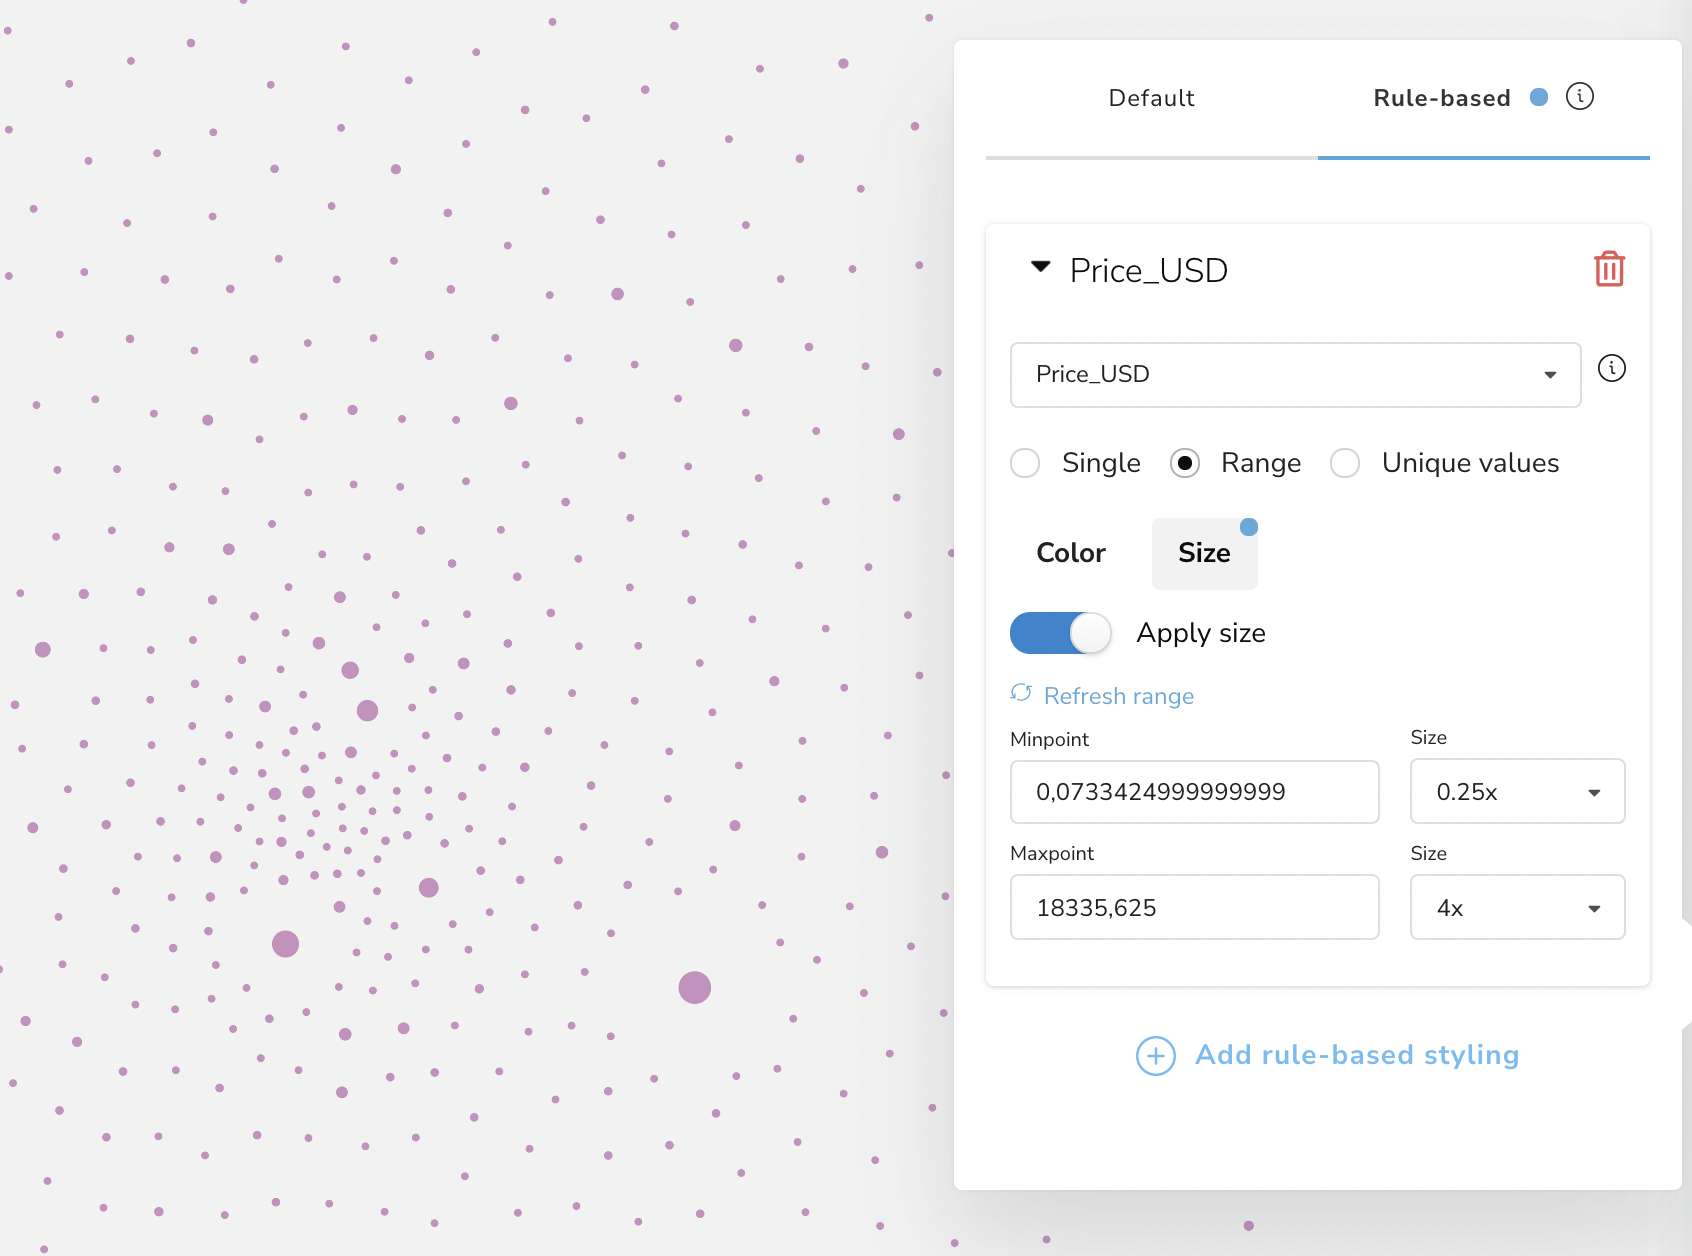 Default
Rule-based
Price_USD
Price_USD
Single
Range
Unique values
Color
Size
Apply size
Refresh range
Minpoint
Size
0,0733424999999999
0.25x
Maxpoint
Size
18335,625
4x
Add rule-based styling